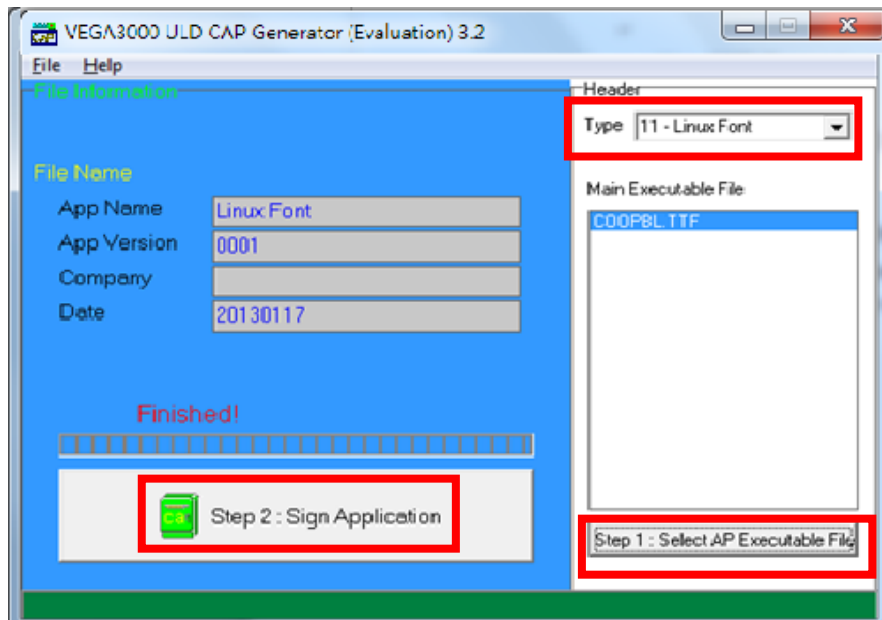 VEGA3000 ULD CAP Generator (Evaluation) 3.2
File Help
File Information
Header
Type 11 - Linux Font
File Name
Main Executable File
App Name Linux Font
COOPBL.TTF
App Version 0001
Company
Date 20130117
Finished!
Step 2 : Sign Application
Step 1 : Select AP Executable File